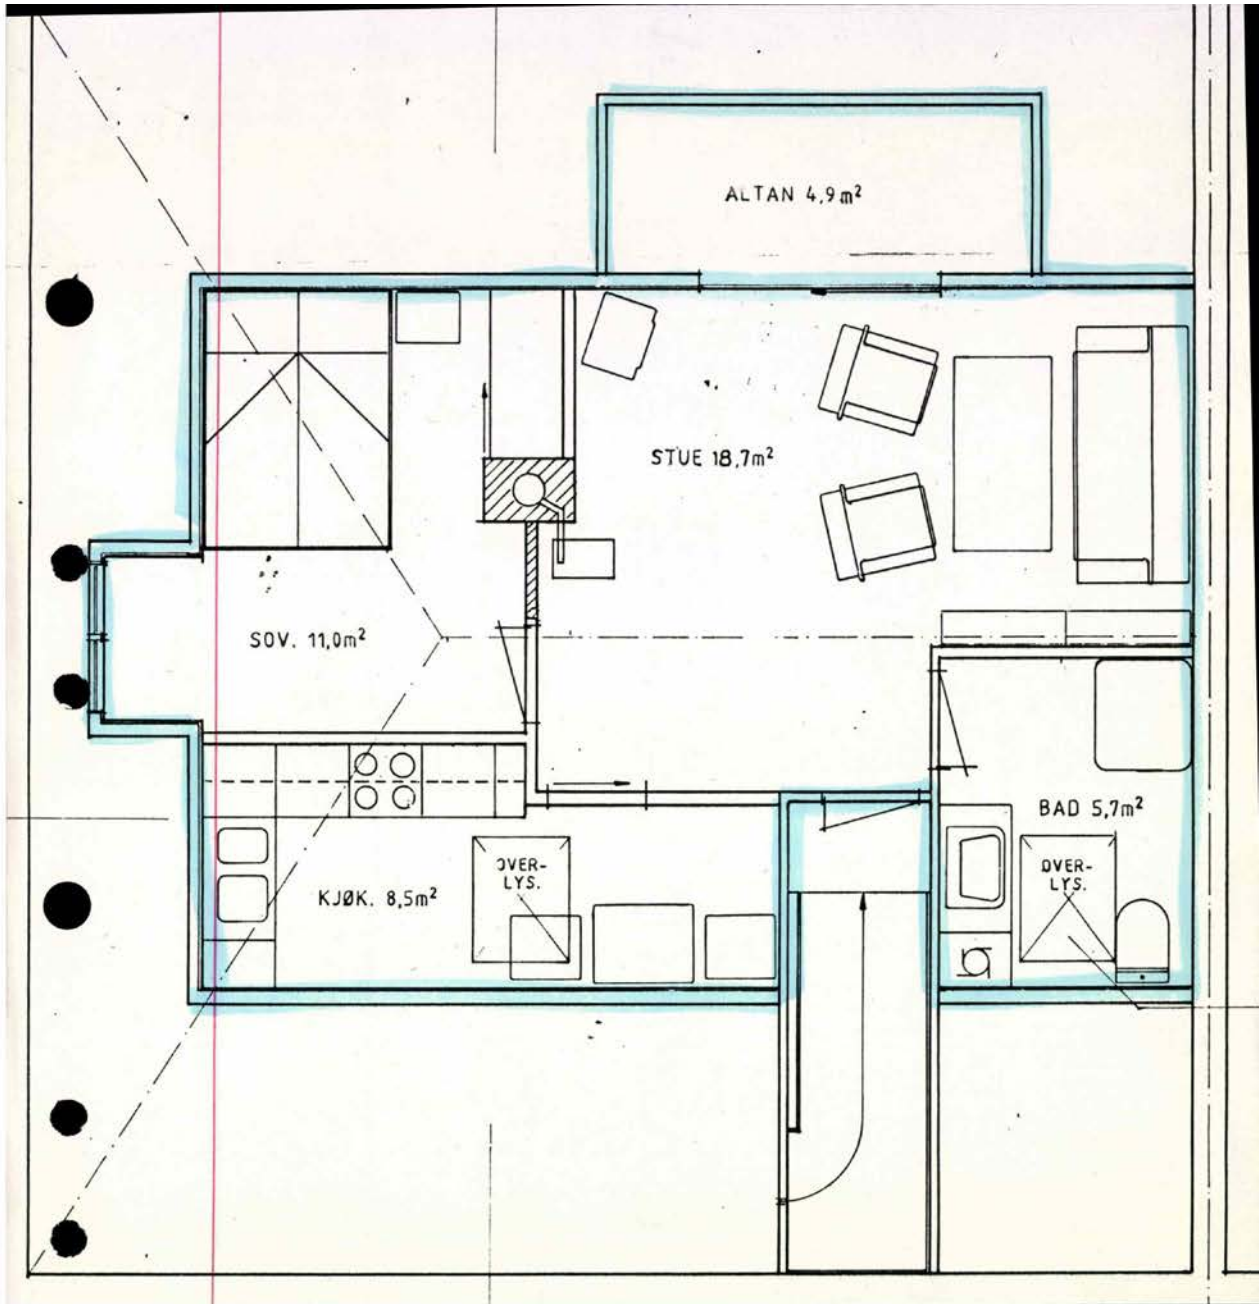 ALTAN 4,9m²
STUE 18,7m²
SOV. 11,0m²
BAD 5,7m²
OVER-
LYS.
KJØK. 8,5m²
OVER-
LYS.